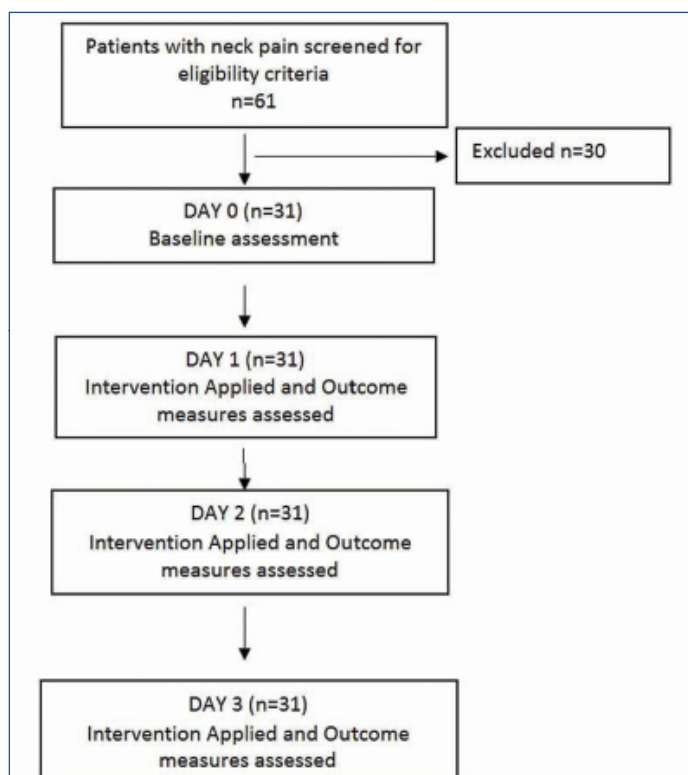 Patients with neck pain screened for
eligibility criteria
n=61
Excluded n=30
DAY 0 (n=31)
Baseline assessment
DAY 1 (n=31)
Intervention Applied and Outcome
measures assessed
DAY 2 (n=31)
Intervention Applied and Outcome
measures assessed
DAY 3 (n=31)
Intervention Applied and Outcome
measures assessed